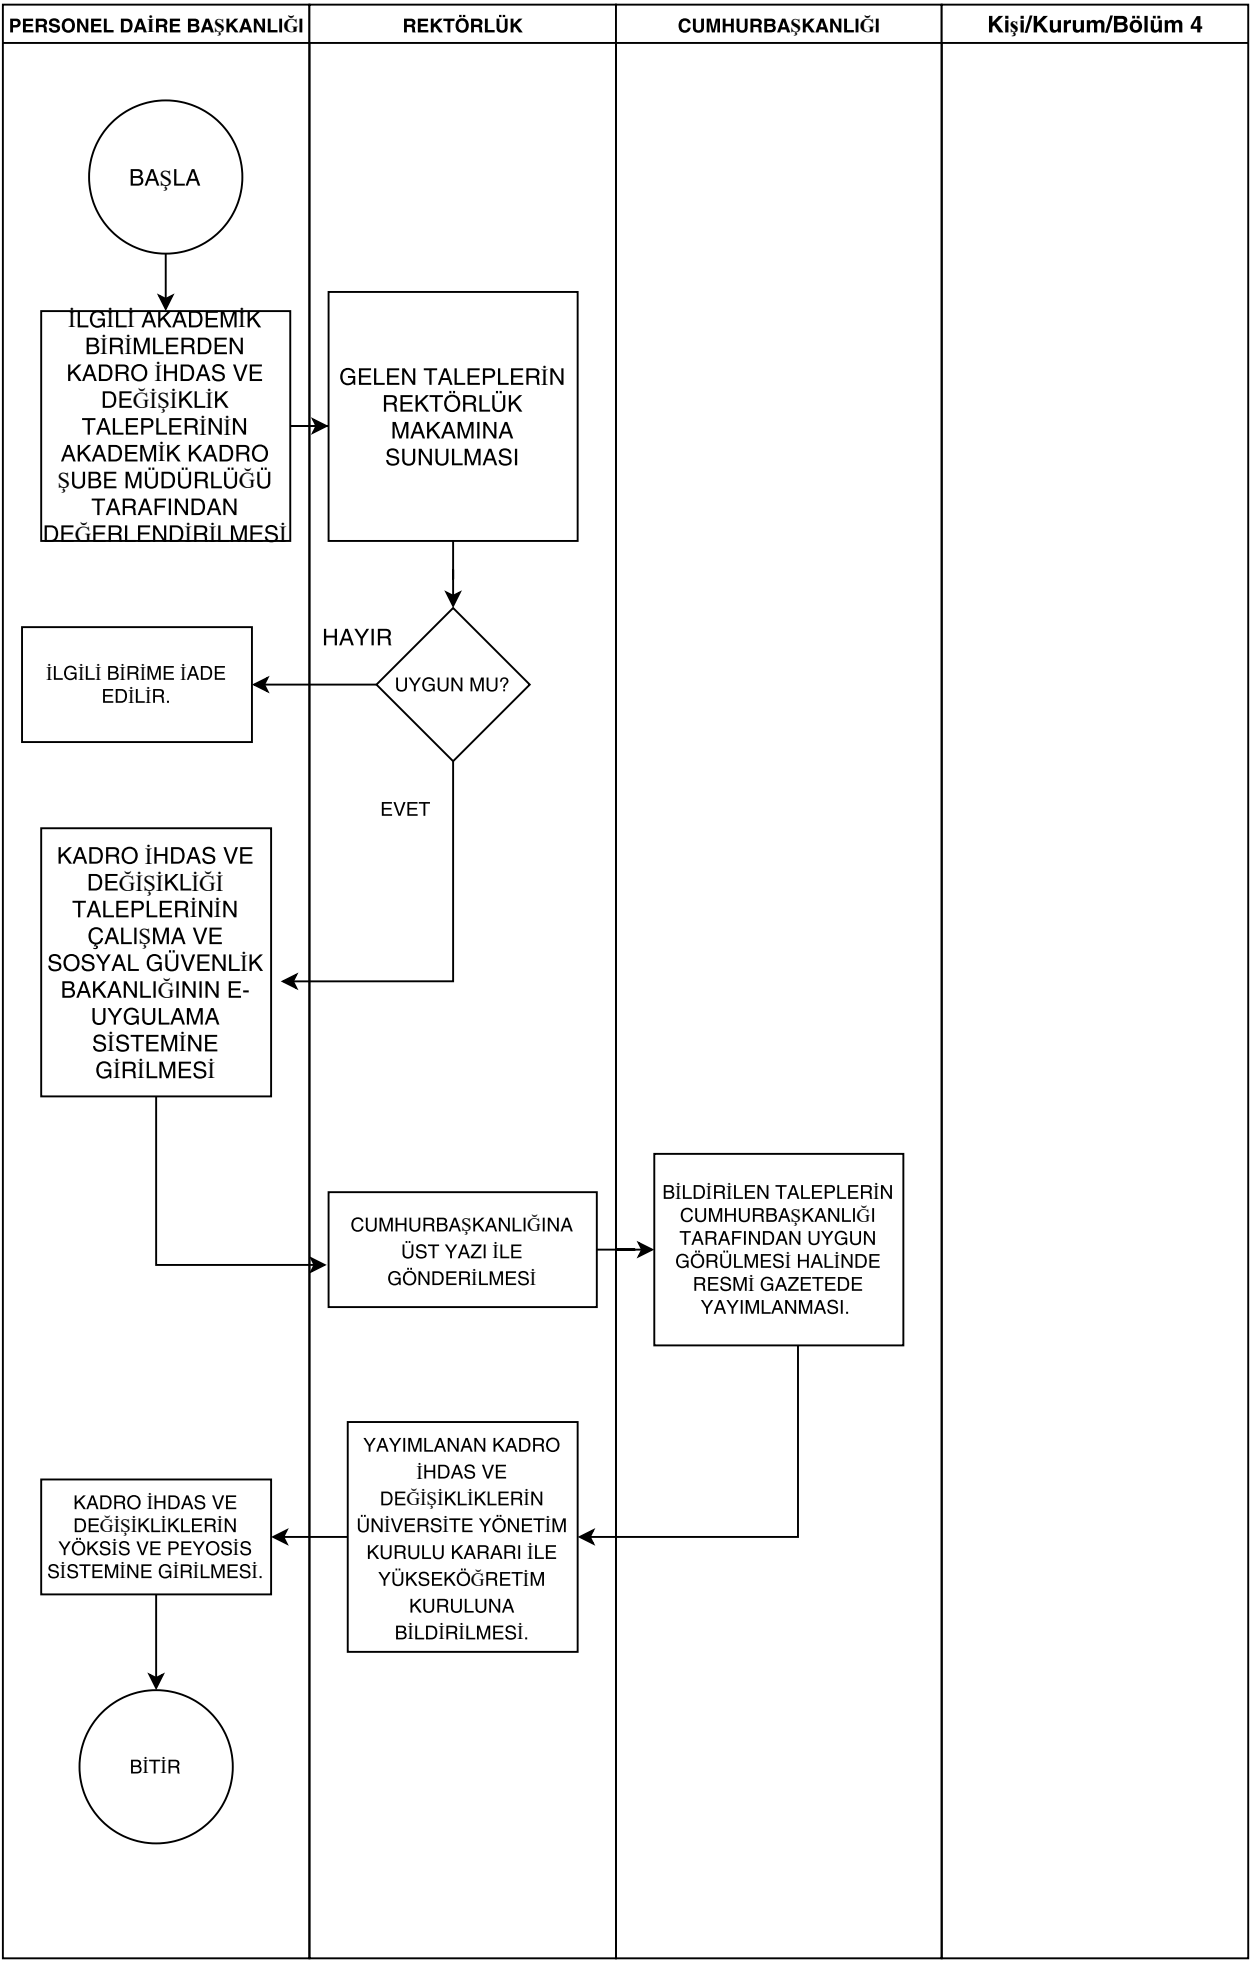 PERSONEL DAİRE BAŞKANLIĞI
REKTÖRLÜK
CUMHURBAŞKANLIĞI
Kişi/Kurum/Bölüm 4
BAŞLA
İLGİLİ AKADEMİK
BİRİMLERDEN
KADRO İHDAS VE
DEĞİŞİKLİK
TALEPLERİNİN
AKADEMİK KADRO
ŞUBE MÜDÜRLÜĞÜ
TARAFINDAN
DEĞERLENDİRİLMESİ
GELEN TALEPLERİN
REKTÖRLÜK
MAKAMINA
SUNULMASI
HAYIR
UYGUN MU?
İLGİLİ BİRİME İADE
EDİLİR.
EVET
KADRO İHDAS VE
DEĞİŞİKLİĞİ
TALEPLERİNİN
ÇALIŞMA VE
SOSYAL GÜVENLİK
BAKANLIĞININ E-
UYGULAMA
SİSTEMİNE
GİRİLMESİ
CUMHURBAŞKANLIĞINA
ÜST YAZI İLE
GÖNDERİLMESİ
BİLDİRİLEN TALEPLERİN
CUMHURBAŞKANLIĞI
TARAFINDAN UYGUN
GÖRÜLMESİ HALİNDE
RESMİ GAZETEDE
YAYIMLANMASI.
YAYIMLANAN KADRO
İHDAS VE
DEĞİŞİKLİKLERİN
ÜNİVERSİTE YÖNETİM
KURULU KARARI İLE
YÜKSEKÖĞRETİM
KURULUNA
BİLDİRİLMESİ.
KADRO İHDAS VE
DEĞİŞİKLİKLERİN
YÖKSİS VE PEYOSİS
SİSTEMİNE GİRİLMESİ.
BİTİR